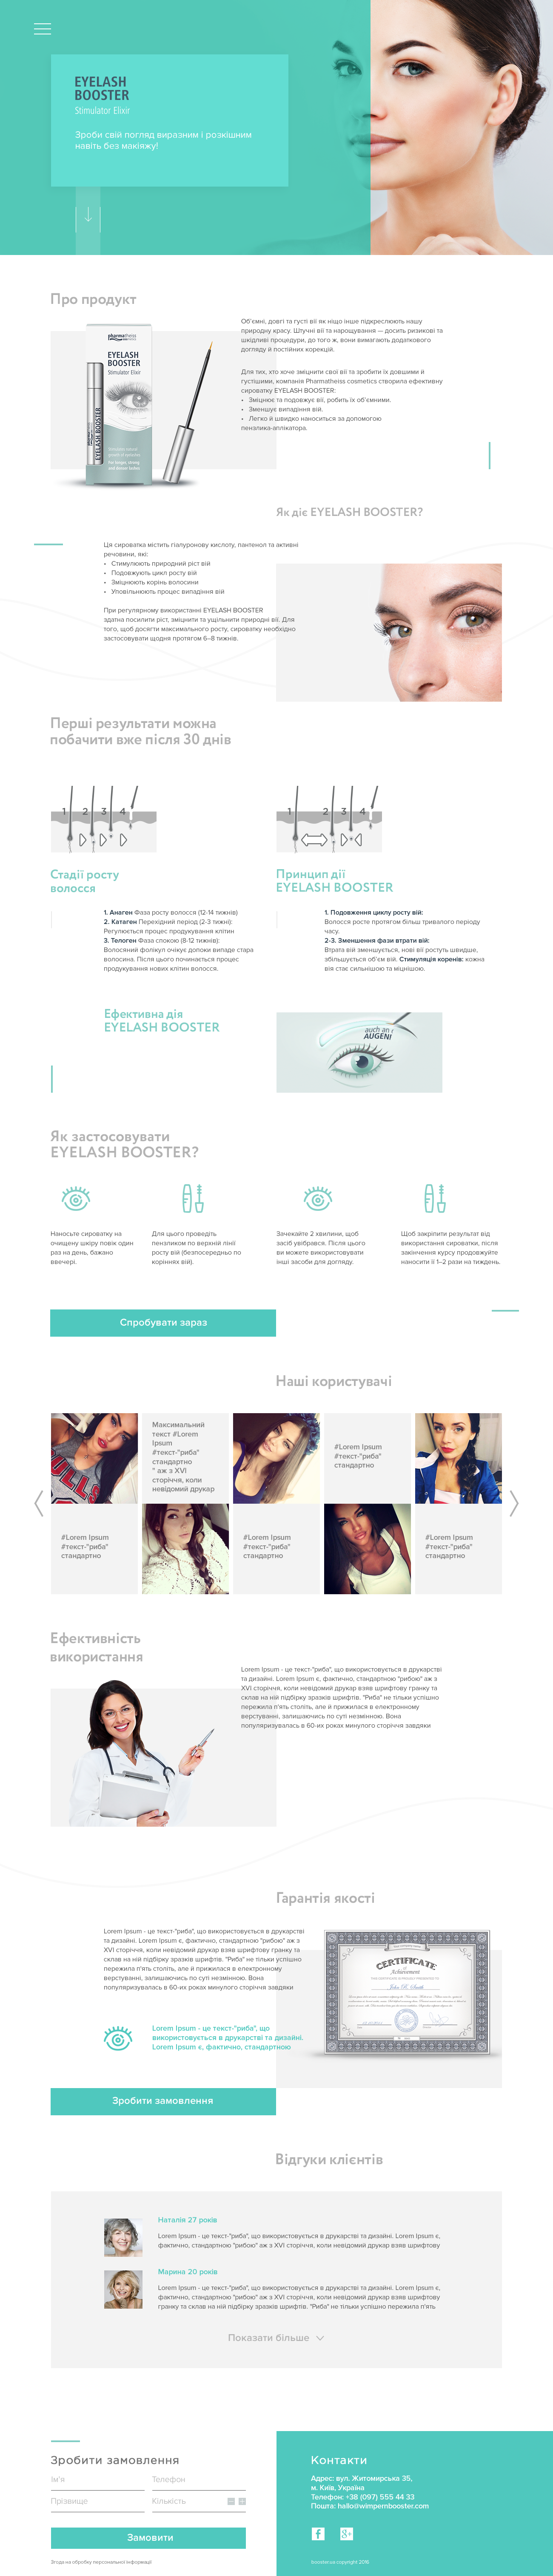 EYELASH
BOOSTER
Stimulator Elixir
Зроби свій погляд виразним і розкішним
навіть без макіяжу!
Про продукт
Об'ємні, довгі та густі вії як ніщо інше підкреслюють нашу
природну красу. Штучні вії та нарощування — досить ризикові та
шкідливі процедури, до того ж, вони вимагають додаткового
догляду й постійних корекцій.
Для тих, хто хоче зміцнити свої вії та зробити їх довшими й
густішими, компанія Pharmatheiss cosmetics створила ефективну
сироватку EYELASH BOOSTER:
• Зміцнює та подовжує вії, робить їх об'ємними.
• Зменшує випадіння вій.
• Легко й швидко наноситься за допомогою
пензлика-аплікатора.
pharmatheiss
EYELASH
BOOSTER
Stimulator Elixir
EYELASH BOOSTER
for longer, strong
and denser lashes
Як діє EYELASH BOOSTER?
Ця сироватка містить гіалуронову кислоту, пантенол та активні
речовини, які:
• Стимулюють природний ріст вій
• Подовжують цикл росту вій
• Зміцнюють корінь волосини
• Уповільнюють процес випадіння вій
При регулярному використанні EYELASH BOOSTER
здатна посилити ріст, зміцнити та ущільнити природні вії. Для
того, щоб досягти максимального росту, сироватку необхідно
застосовувати щодня протягом 6–8 тижнів.
Перші результати можна
побачити вже після 30 днів
1 2 3 4
1 2 3 4
Стадії росту
волосся
Принцип дії
EYELASH BOOSTER
1. Анаген Фаза росту волосся (12-14 тижнів)
2. Катаген Перехідний період (2-3 тижні):
Регулюється процес продукування клітин
3. Телоген Фаза спокою (8-12 тижнів):
Волосяний фолікул очікує допоки випаде стара
волосина. Після цього починається процес
продукування нових клітин волосся.
1. Подовження циклу росту вій:
Волосся росте протягом більш тривалого періоду
часу.
2-3. Зменшення фази втрати вій:
Втрата вій зменшується, нові вії ростуть швидше,
збільшується об'єм вій. Стимуляція коренів: кожна
вія стає сильнішою та міцнішою.
Ефективна дія
EYELASH BOOSTER
auch an
AUGEN!
Як застосовувати
EYELASH BOOSTER?
Наносьте сироватку на
очищену шкіру повік один
раз на день, бажано
ввечері.
Для цього проведіть
пензликом по верхній лінії
росту вій (безпосередньо по
коріннях вій).
Зачекайте 2 хвилини, щоб
засіб увібрався. Після цього
ви можете використовувати
інші засоби для догляду.
Щоб закріпити результат від
використання сироватки, після
закінчення курсу продовжуйте
наносити її 1–2 рази на тиждень.
Спробувати зараз
Наші користувачі
Максимальний
текст #Lorem
Ipsum
#текст-"риба"
стандартно
" аж з XVI
сторіччя, коли
невідомий друкар
#Lorem Ipsum
#текст-"риба"
стандартно
#Lorem Ipsum
#текст-"риба"
стандартно
#Lorem Ipsum
#текст-"риба"
стандартно
#Lorem Ipsum
#текст-"риба"
стандартно
Ефективність
використання
Lorem Ipsum - це текст-"риба", що використовується в друкарстві
та дизайні. Lorem Ipsum є, фактично, стандартною "рибою" аж з
XVI сторіччя, коли невідомий друкар взяв шрифтову гранку та
склав на ній підбірку зразків шрифтів. "Риба" не тільки успішно
пережила п'ять століть, але й прижилася в електронному
верстуванні, залишаючись по суті незмінною. Вона
популяризувалась в 60-их роках минулого сторіччя завдяки
Гарантія якості
Lorem Ipsum - це текст-"риба", що використовується в друкарстві
та дизайні. Lorem Ipsum є, фактично, стандартною "рибою" аж з
XVI сторіччя, коли невідомий друкар взяв шрифтову гранку та
склав на ній підбірку зразків шрифтів. "Риба" не тільки успішно
пережила п'ять століть, але й прижилася в електронному
верстуванні, залишаючись по суті незмінною. Вона
популяризувалась в 60-их роках минулого сторіччя завдяки
CERTIFICATE
of Achievement
John R. Smith
Lorem Ipsum - це текст-"риба", що
використовується в друкарстві та дизайні.
Lorem Ipsum є, фактично, стандартною
Зробити замовлення
Відгуки клієнтів
Наталія 27 років
Lorem Ipsum - це текст-"риба", що використовується в друкарстві та дизайні. Lorem Ipsum є,
фактично, стандартною "рибою" аж з XVI сторіччя, коли невідомий друкар взяв шрифтову
Марина 20 років
Lorem Ipsum - це текст-"риба", що використовується в друкарстві та дизайні. Lorem Ipsum є,
фактично, стандартною "рибою" аж з XVI сторіччя, коли невідомий друкар взяв шрифтову
гранку та склав на ній підбірку зразків шрифтів. "Риба" не тільки успішно пережила п'ять
Показати більше
Зробити замовлення
Ім'я
Телефон
Прізвище
Кількість
Замовити
Згода на обробку персональної інформації
Контакти
Адрес: вул. Житомирська 35,
м. Київ, Україна
Телефон: +38 (097) 555 44 33
Пошта: hallo@wimpernbooster.com
booster.ua copyright 2016